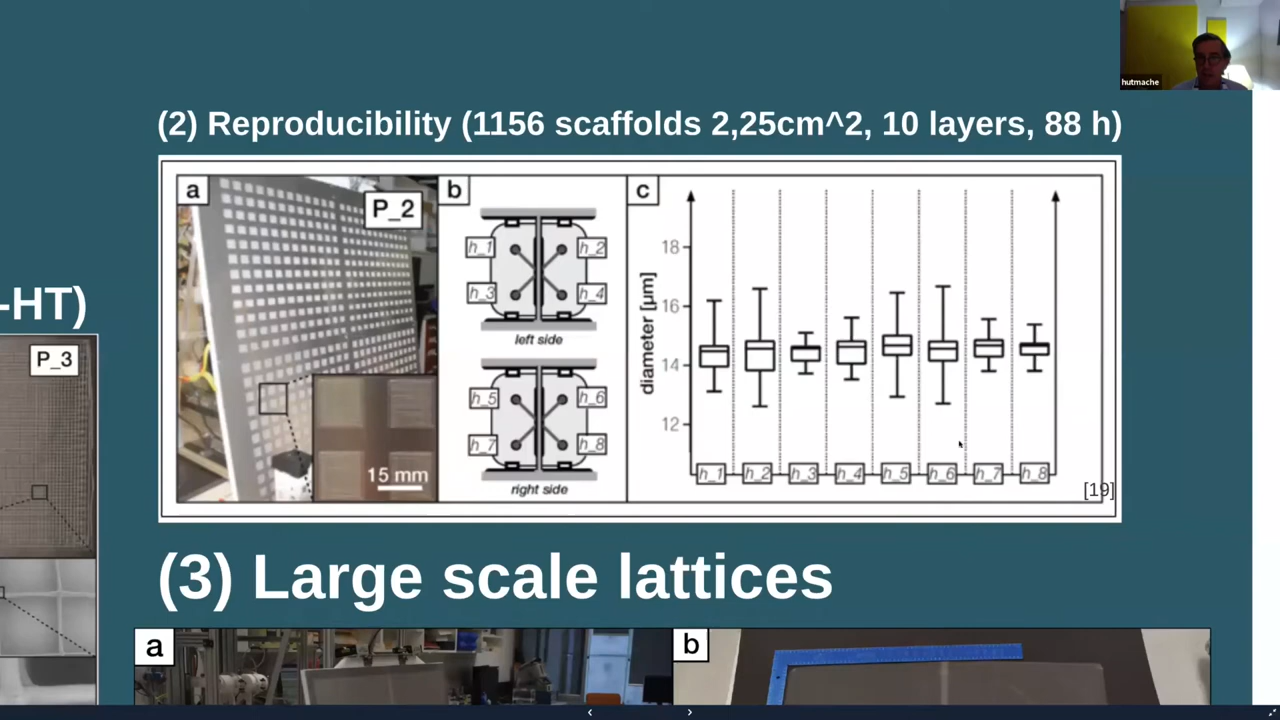 hutmache
(2) Reproducibility (1156 scaffolds 2,25cm^2, 10 layers, 88 h)
a
P_2
15 mm
b
h_1
h_2
h_3
h_4
left side
h_5
h_6
h_7
h_8
right side
c
diameter [µm]
18
16
14
12
h_1
h_2
h_3
h_4
h_5
h_6
h_7
h_8
[19]
-HT)
P_3
(3) Large scale lattices
a
b